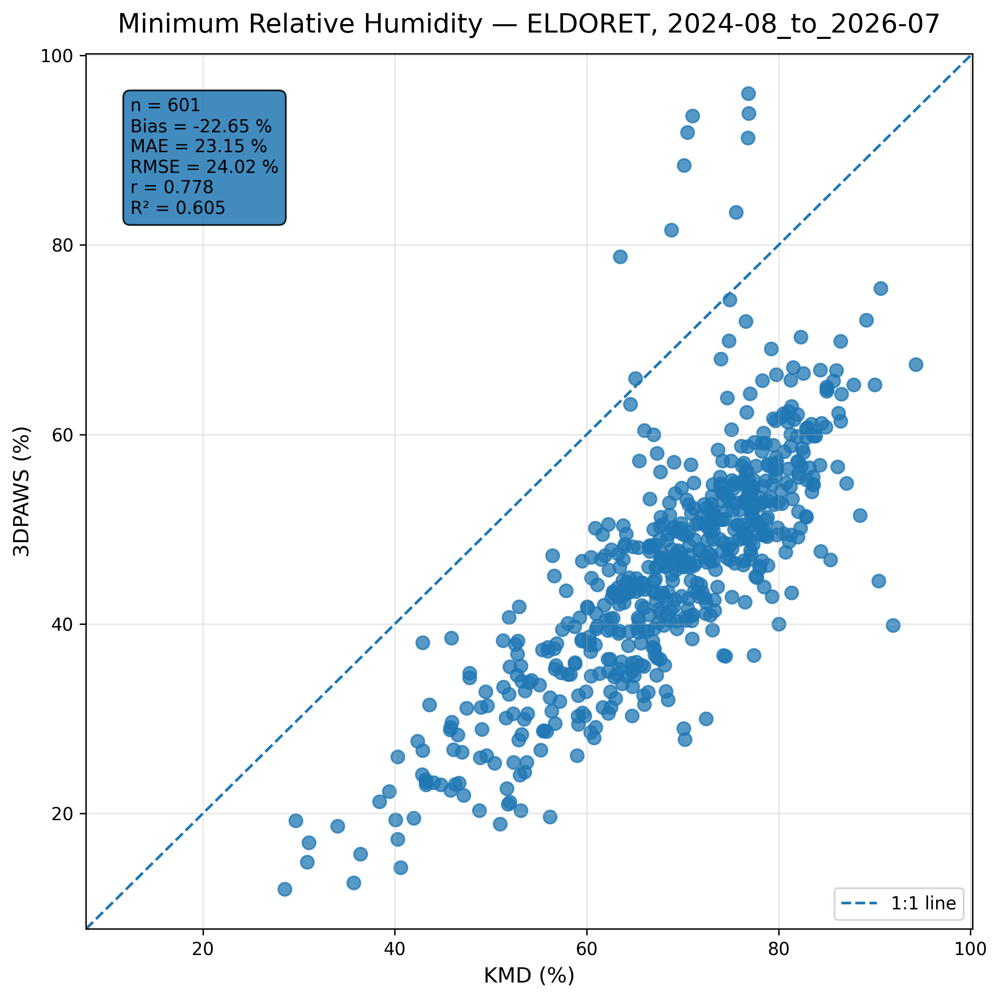 Minimum Relative Humidity — ELDORET, 2024-08_to_2026-07
100
80
60
40
20
3DPAWS (%)
n = 601
Bias = -22.65 %
MAE = 23.15 %
RMSE = 24.02 %
r = 0.778
R² = 0.605
1:1 line
20 40 60 80 100
KMD (%)